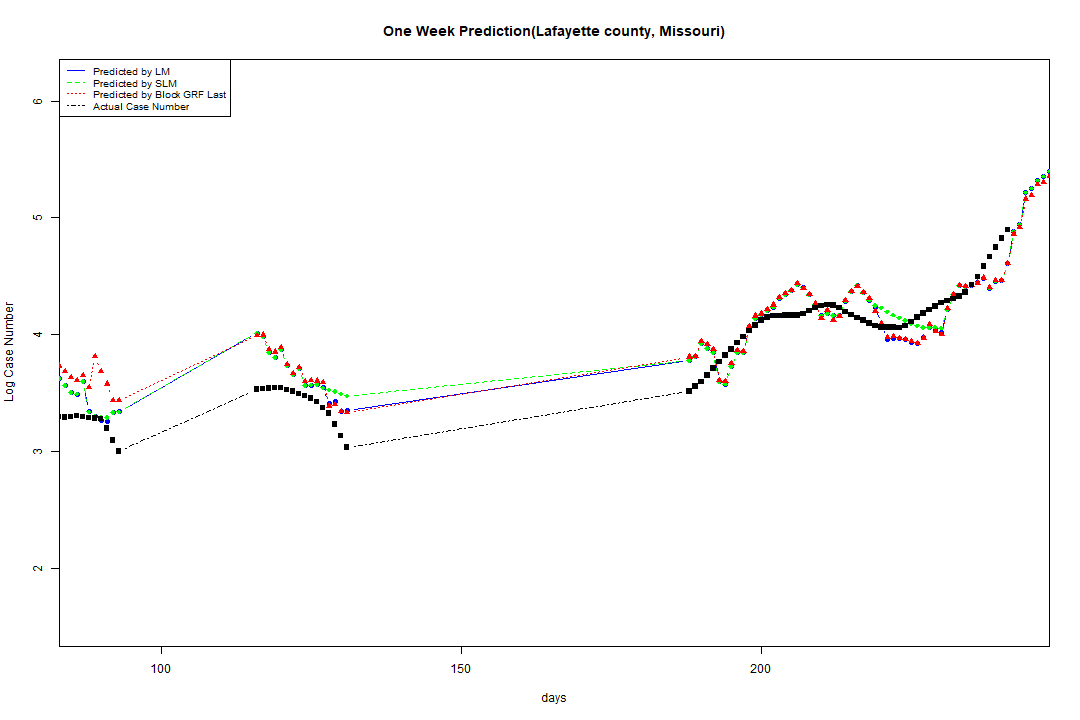 One Week Prediction(Lafayette county, Missouri)
Predicted by LM
Predicted by SLM
Predicted by Block GRF Last
Actual Case Number
6
5
4
3
2
Log Case Number
100
150
200
days